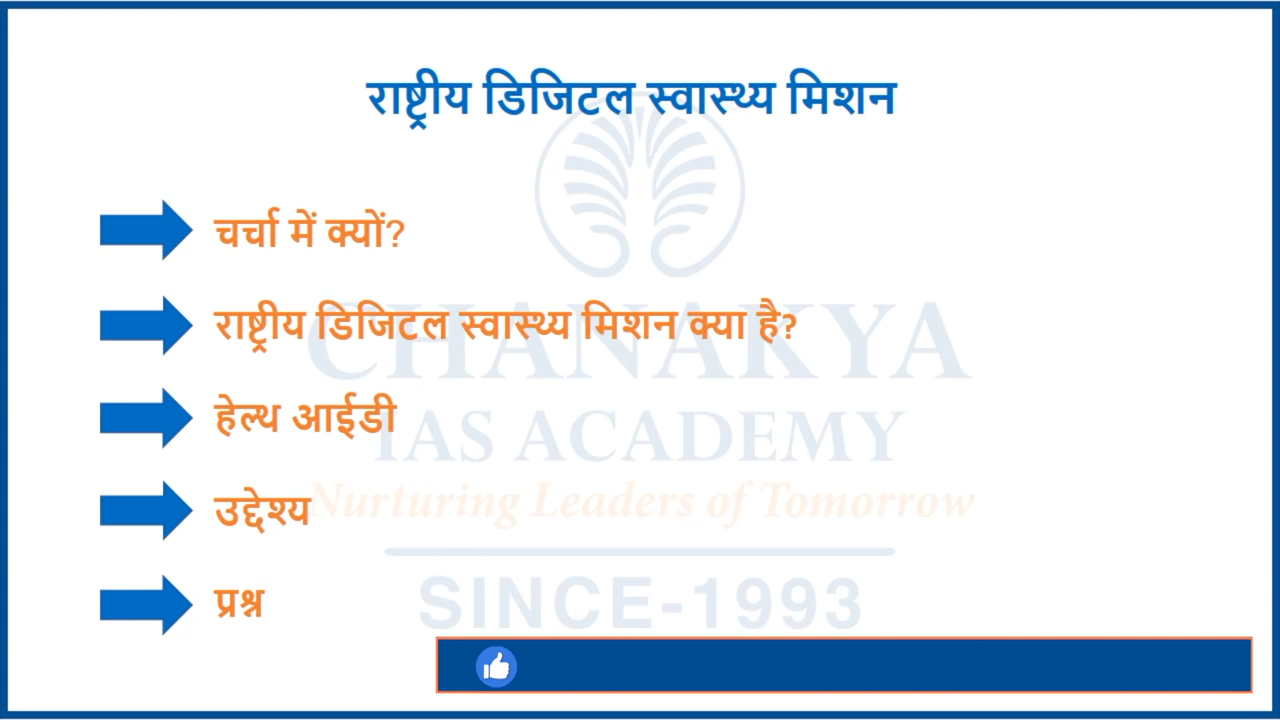 राष्ट्रीय डिजिटल स्वास्थ्य मिशन
चर्चा में क्यों?
राष्ट्रीय डिजिटल स्वास्थ्य मिशन क्या है?
हेल्थ आईडी
उद्देश्य
प्रश्न
CHANAKYA
IAS ACADEMY
Nurturing Leaders of Tomorrow
SINCE-1993